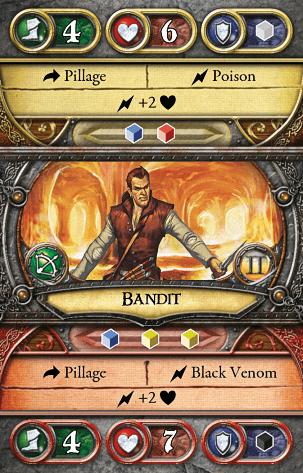 4 6
Pillage Poison
+2
II
BANDIT
Pillage Black Venom
+2
4 7